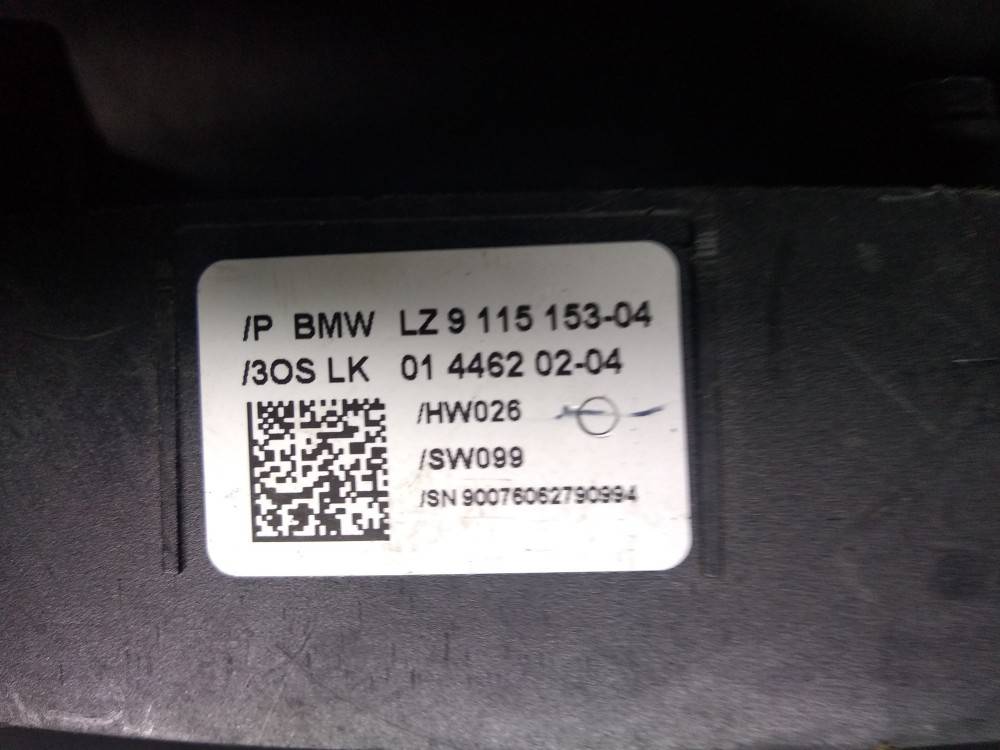 /P BMW LZ 9 115 153-04
/3OS LK 01 4462 02-04
/HW026
/SW099
/SN 90076062790994